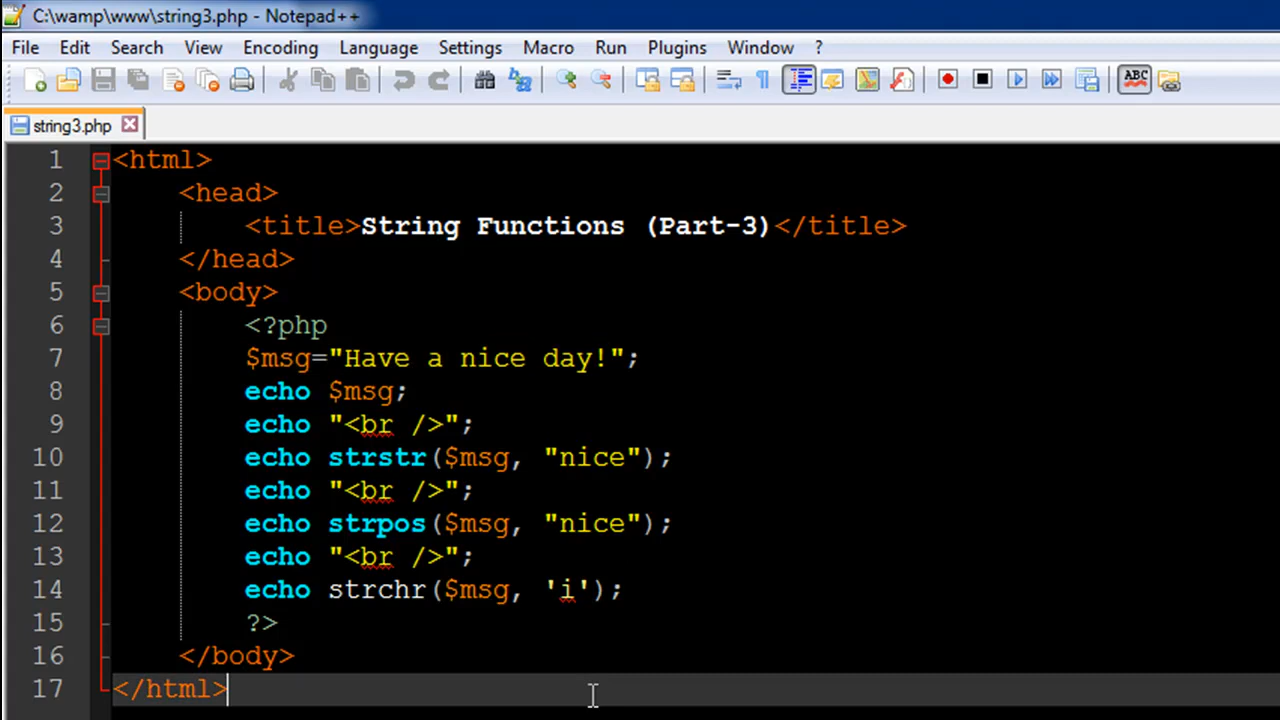 C:\wamp\www\string3.php - Notepad++
File Edit Search View Encoding Language Settings Macro Run Plugins Window ?
ABC
string3.php
1 <html>
2 <head>
3 <title>String Functions (Part-3)</title>
4 </head>
5 <body>
6 <?php
7 $msg="Have a nice day!";
8 echo $msg;
9 echo "<br />";
10 echo strstr($msg, "nice");
11 echo "<br />";
12 echo strpos($msg, "nice");
13 echo "<br />";
14 echo strchr($msg, 'i');
15 ?>
16 </body>
17 </html>